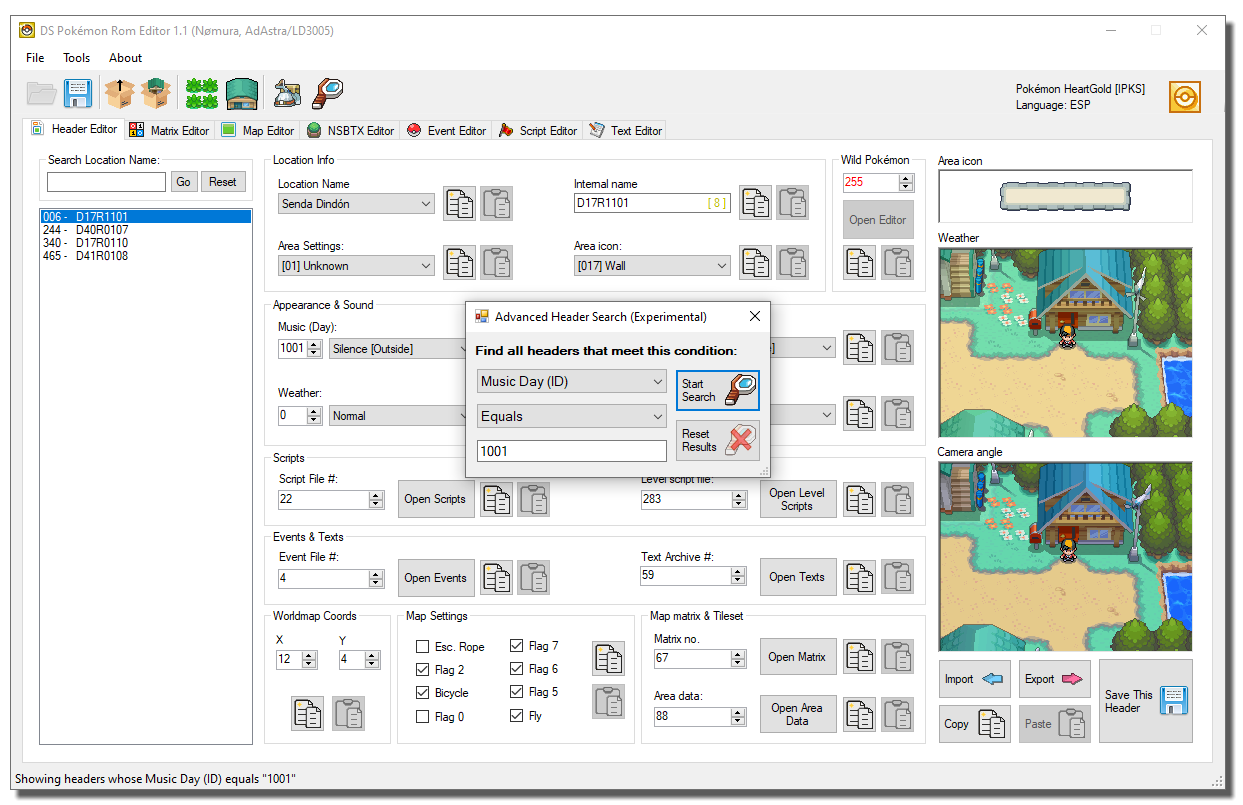 DS Pokémon Rom Editor 1.1 (Nømura, AdAstra/LD3005)
File Tools About
Pokémon HeartGold [IPKS]
Language: ESP
Header Editor Matrix Editor Map Editor NSBTX Editor Event Editor Script Editor Text Editor
Search Location Name:
Go Reset
006 - D17R1101
244 - D40R0107
340 - D17R0110
465 - D41R0108
Location Info
Location Name
Senda Dindón
Internal name
D17R1101 [8]
Area Settings:
[01] Unknown
Area icon:
[017] Wall
Wild Pokémon
255
Open Editor
Area icon
Weather
Camera angle
Appearance & Sound
Music (Day):
1001 Silence [Outside]
Weather:
0 Normal
Advanced Header Search (Experimental)
Find all headers that meet this condition:
Music Day (ID)
Equals
1001
Start
Search
Reset
Results
Scripts
Script File #:
22
Open Scripts
Level script file:
283
Open Level
Scripts
Events & Texts
Event File #:
4
Open Events
Text Archive #:
59
Open Texts
Worldmap Coords
X Y
12 4
Map Settings
Esc. Rope Flag 7
Flag 2 Flag 6
Bicycle Flag 5
Flag 0 Fly
Map matrix & Tileset
Matrix no.
67
Open Matrix
Area data:
88
Open Area
Data
Import Export
Copy Paste
Save This
Header
Showing headers whose Music Day (ID) equals "1001"